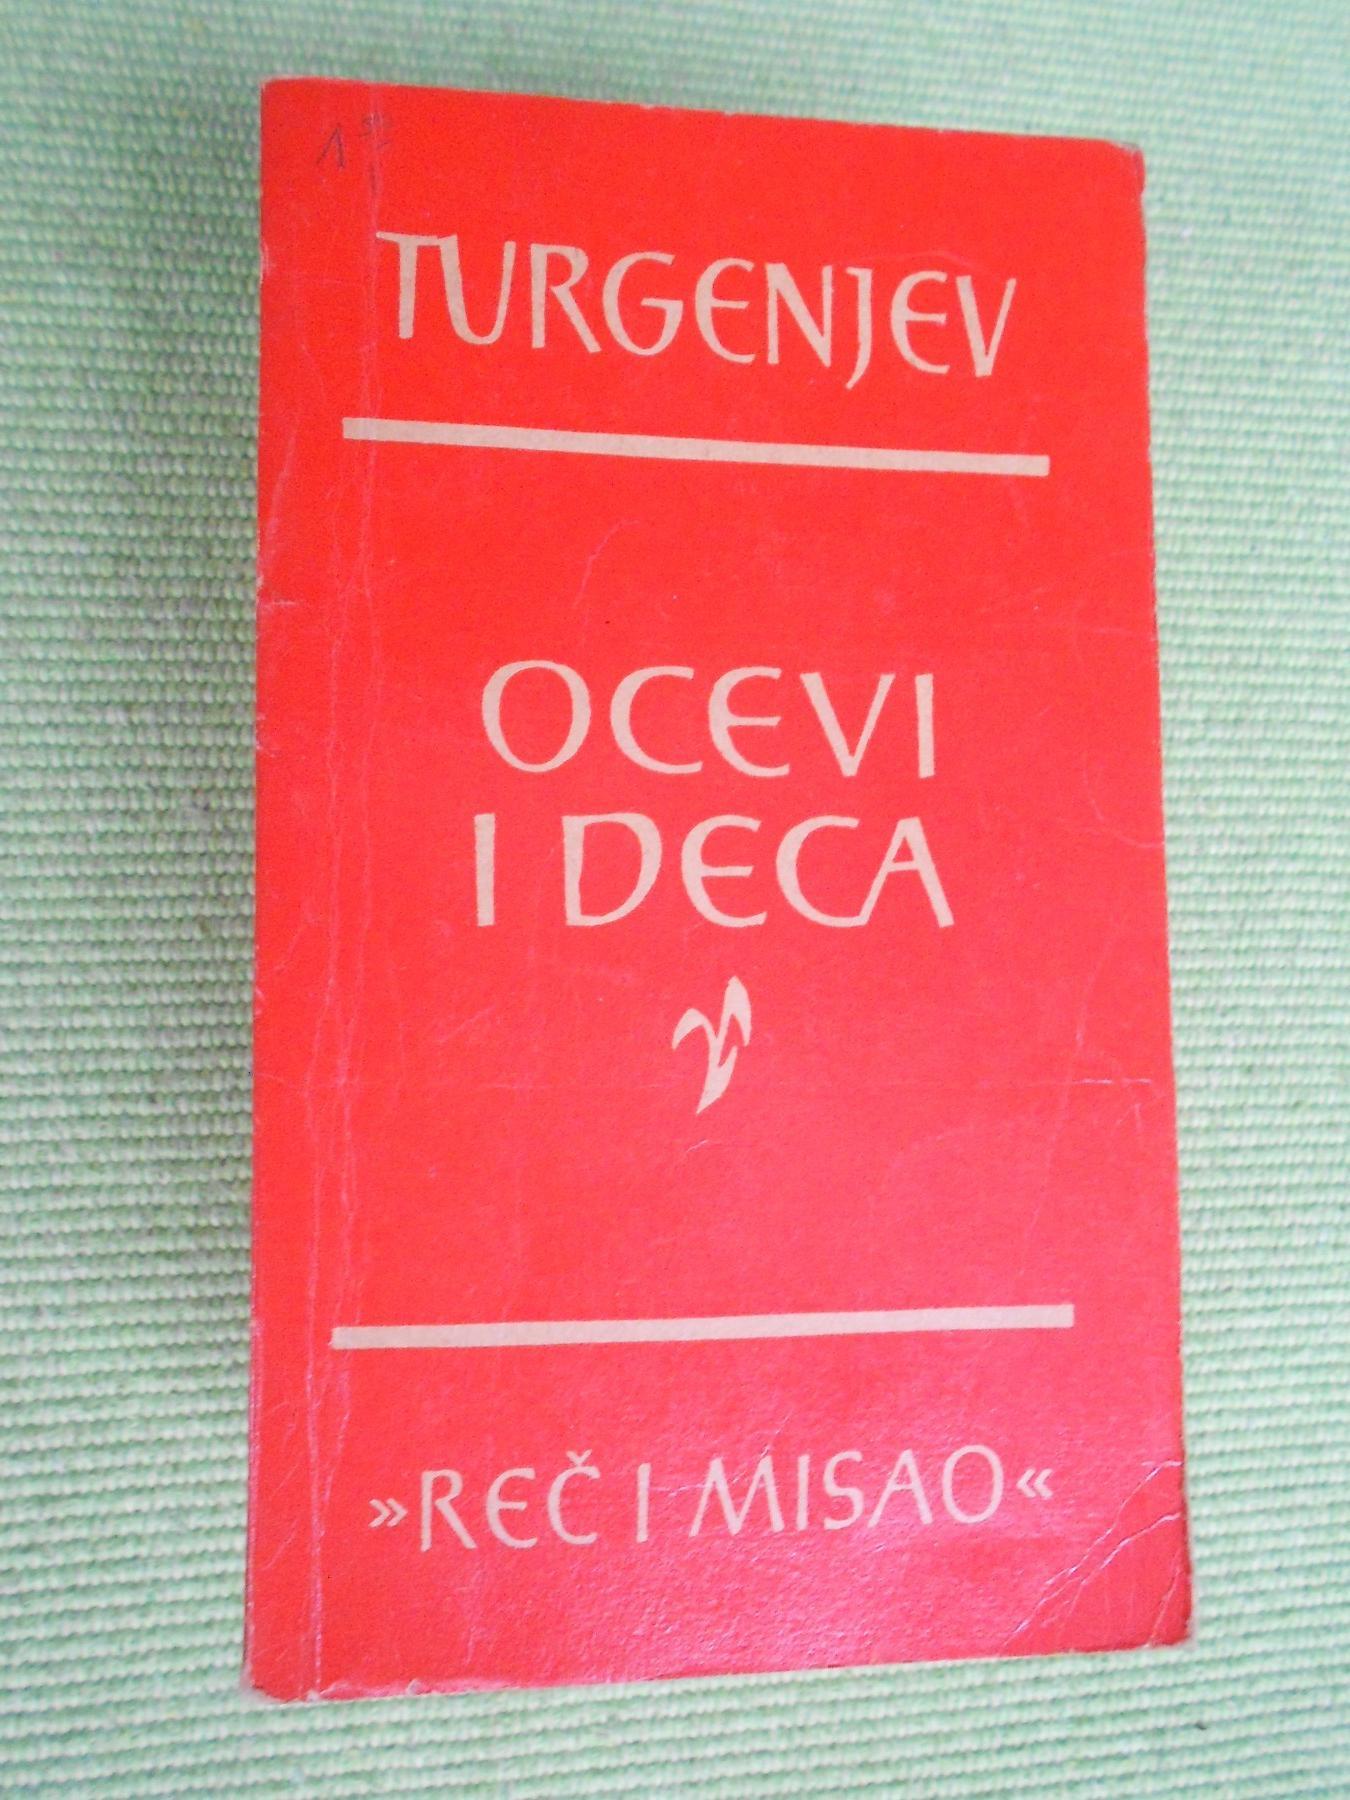 TURGENJEV
OCEVI
I DECA
»REČ I MISAO«